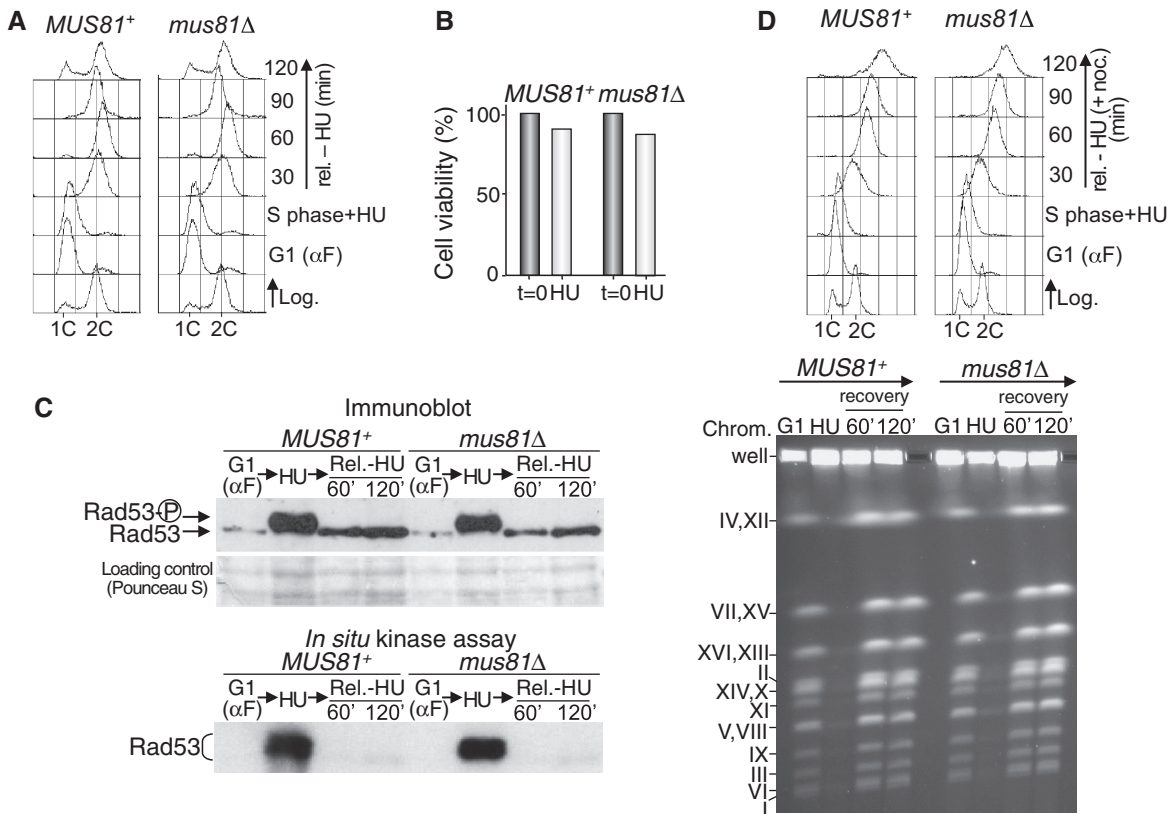 A
MUS81+ mus81Δ
120
90
60
30
rel. – HU (min)
S phase+HU
G1 (αF)
Log.
1C 2C 1C 2C
B
MUS81+ mus81Δ
Cell viability (%)
100
50
0
t=0 HU t=0 HU
C
Immunoblot
MUS81+ mus81Δ
G1 (αF) HU Rel.-HU 60' 120' G1 (αF) HU Rel.-HU 60' 120'
Rad53-P
Rad53
Loading control
(Pounceau S)
In situ kinase assay
MUS81+ mus81Δ
G1 (αF) HU Rel.-HU 60' 120' G1 (αF) HU Rel.-HU 60' 120'
Rad53
D
MUS81+ mus81Δ
120
90
60
30
rel. - HU (+ noc.)
(min)
S phase+HU
G1 (αF)
Log.
1C 2C 1C 2C
MUS81+ mus81Δ
recovery recovery
Chrom. G1 HU 60' 120' G1 HU 60' 120'
well
IV,XII
VII,XV
XVI,XIII
II
XIV,X
XI
V,VIII
IX
III
VI
I